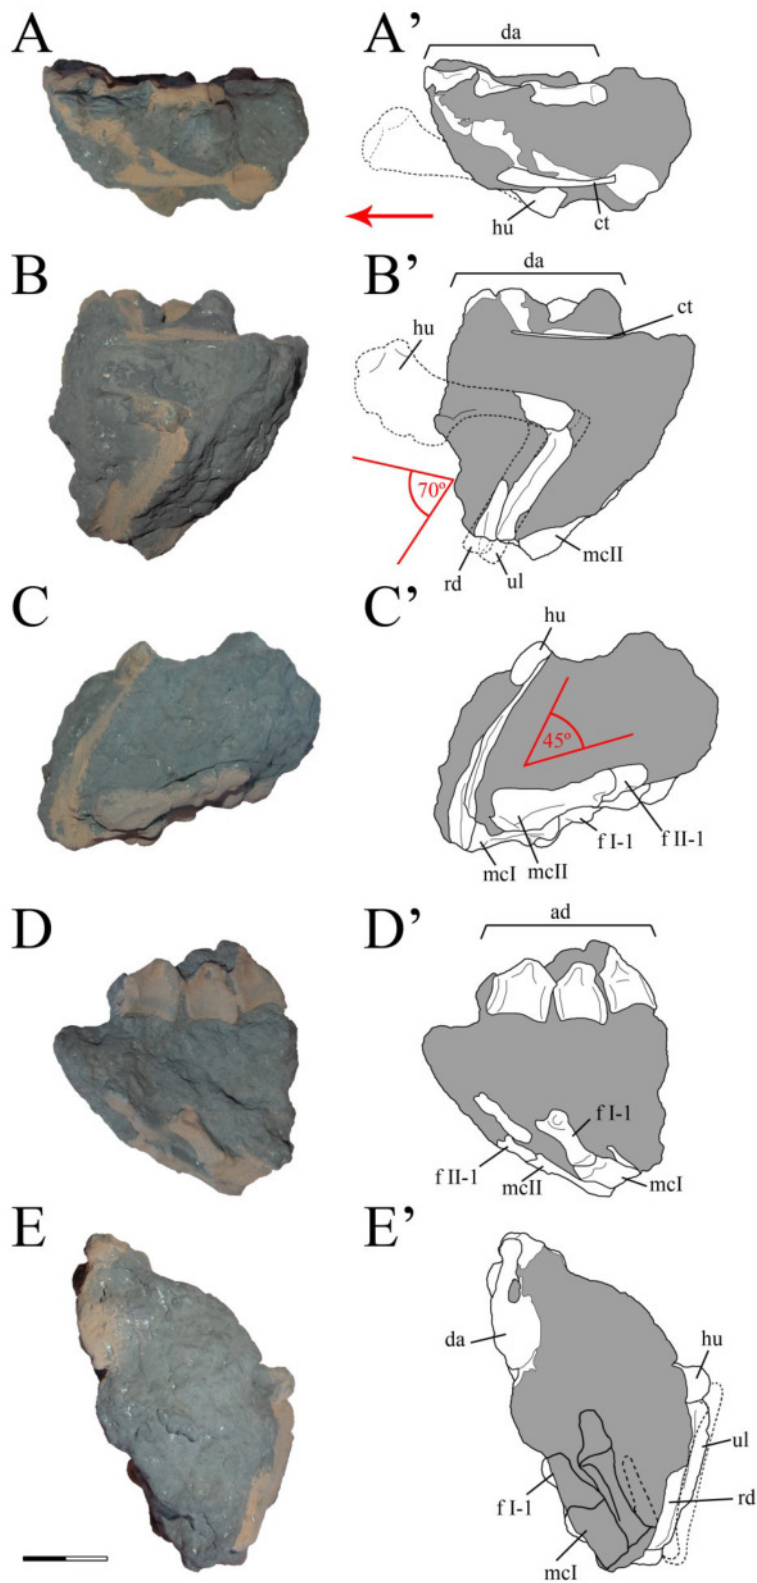 A
A'
da
hu
ct
B
B'
da
ct
hu
70º
rd
ul
mcII
C
C'
hu
45º
f I-1
f II-1
mcI
mcII
D
D'
ad
f I-1
f II-1
mcII
mcI
E
E'
da
hu
ul
rd
f I-1
mcI